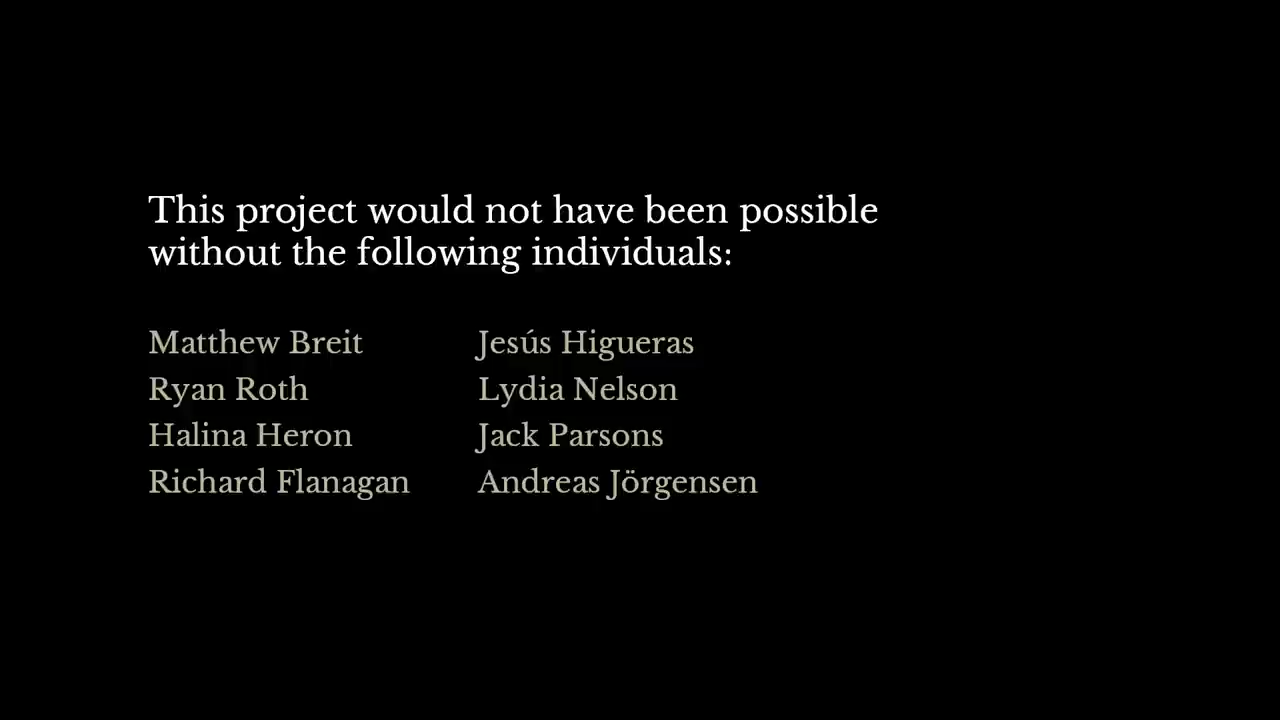 This project would not have been possible
without the following individuals:
Matthew Breit
Ryan Roth
Halina Heron
Richard Flanagan
Jesús Higueras
Lydia Nelson
Jack Parsons
Andreas Jörgensen